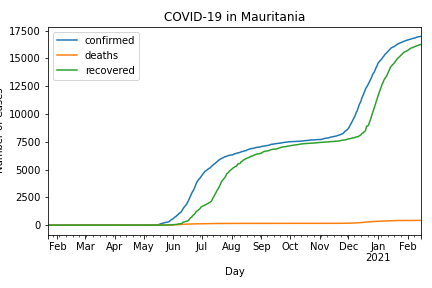 COVID-19 in Mauritania
confirmed
deaths
recovered
17500
15000
12500
10000
7500
5000
2500
0
Feb Mar Apr May Jun Jul Aug Sep Oct Nov Dec Jan Feb
2021
Day